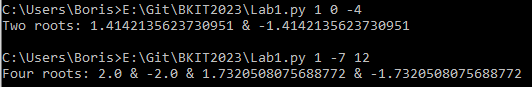 C:\Users\Boris>E:\Git\BKIT2023\Lab1.py 1 0 -4
Two roots: 1.4142135623730951 & -1.4142135623730951
C:\Users\Boris>E:\Git\BKIT2023\Lab1.py 1 -7 12
Four roots: 2.0 & -2.0 & 1.7320508075688772 & -1.7320508075688772